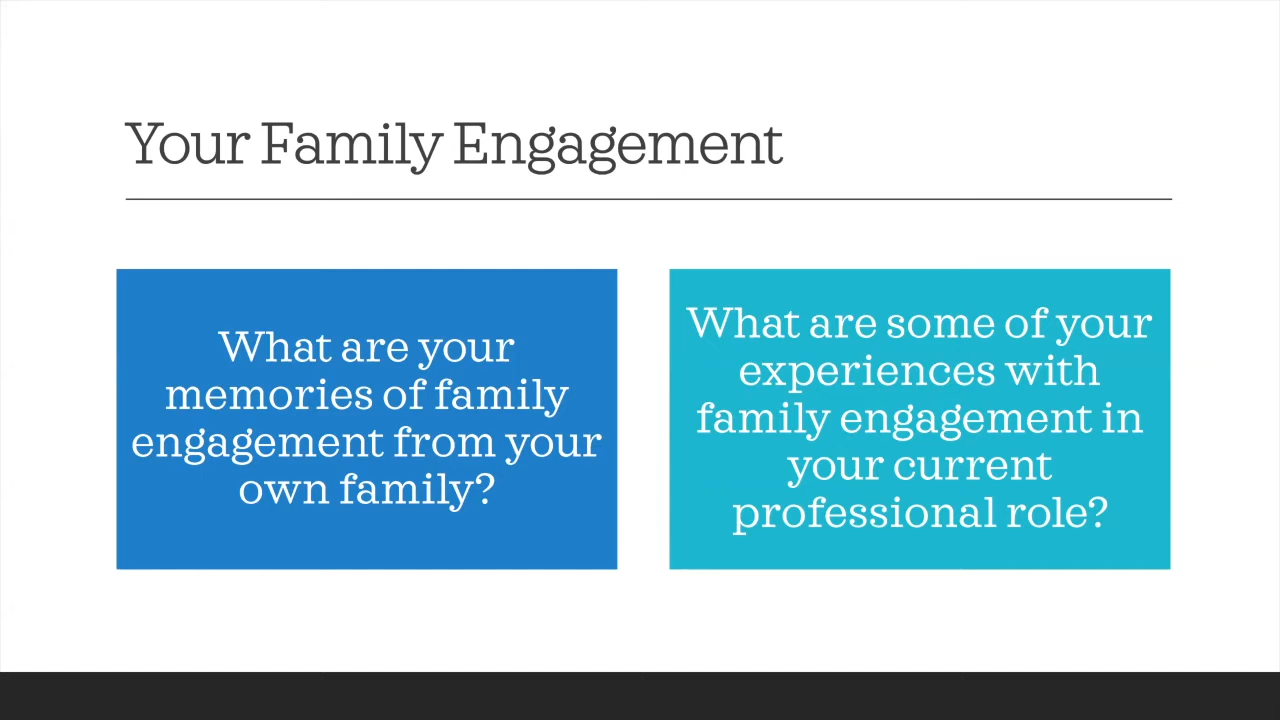 Your Family Engagement
What are your
memories of family
engagement from your
own family?
What are some of your
experiences with
family engagement in
your current
professional role?